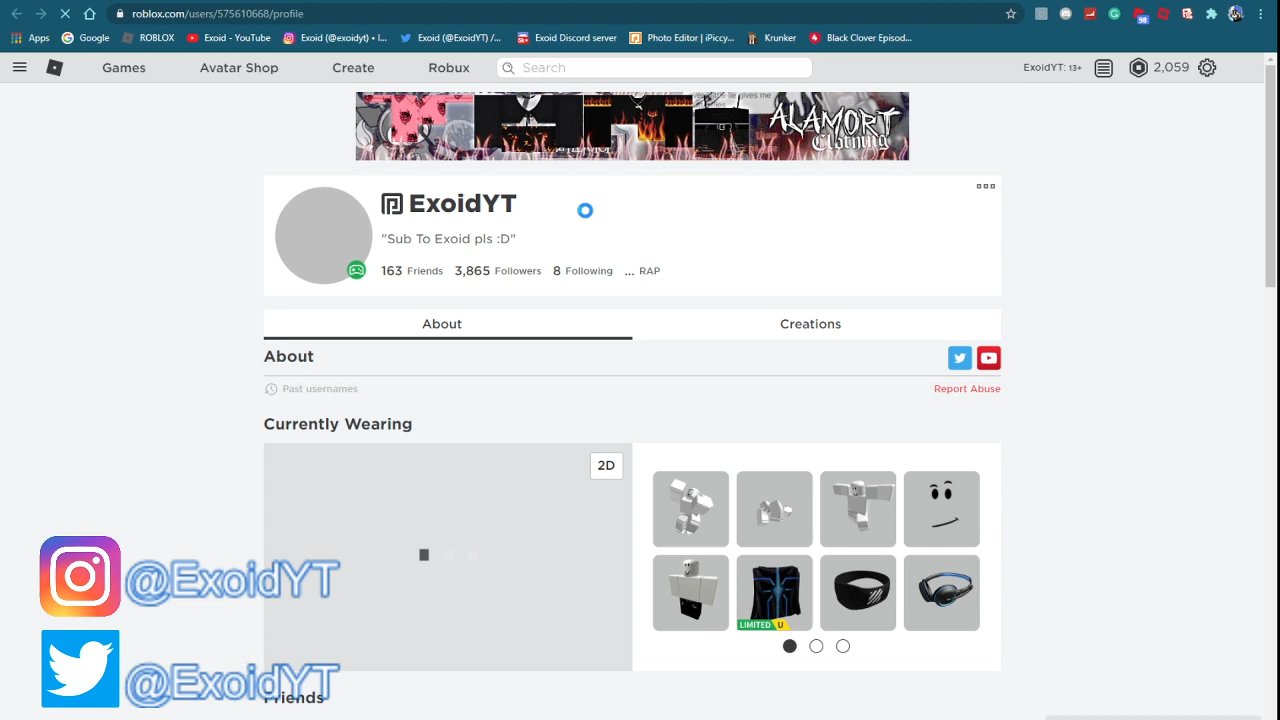 roblox.com/users/575610668/profile
98
Apps Google ROBLOX Exoid - YouTube Exoid (@exoidyt) • I... Exoid (@ExoidYT) /... Exoid Discord server Photo Editor | iPiccy... Krunker Black Clover Episod...
Games Avatar Shop Create Robux Search ExoidYT: 13+ 2,059
ALAMORT
Clothing
ExoidYT
"Sub To Exoid pls :D"
163 Friends 3,865 Followers 8 Following ... RAP
About Creations
About
Past usernames Report Abuse
Currently Wearing
2D
LIMITED U
@ExoidYT
@ExoidYT
Friends